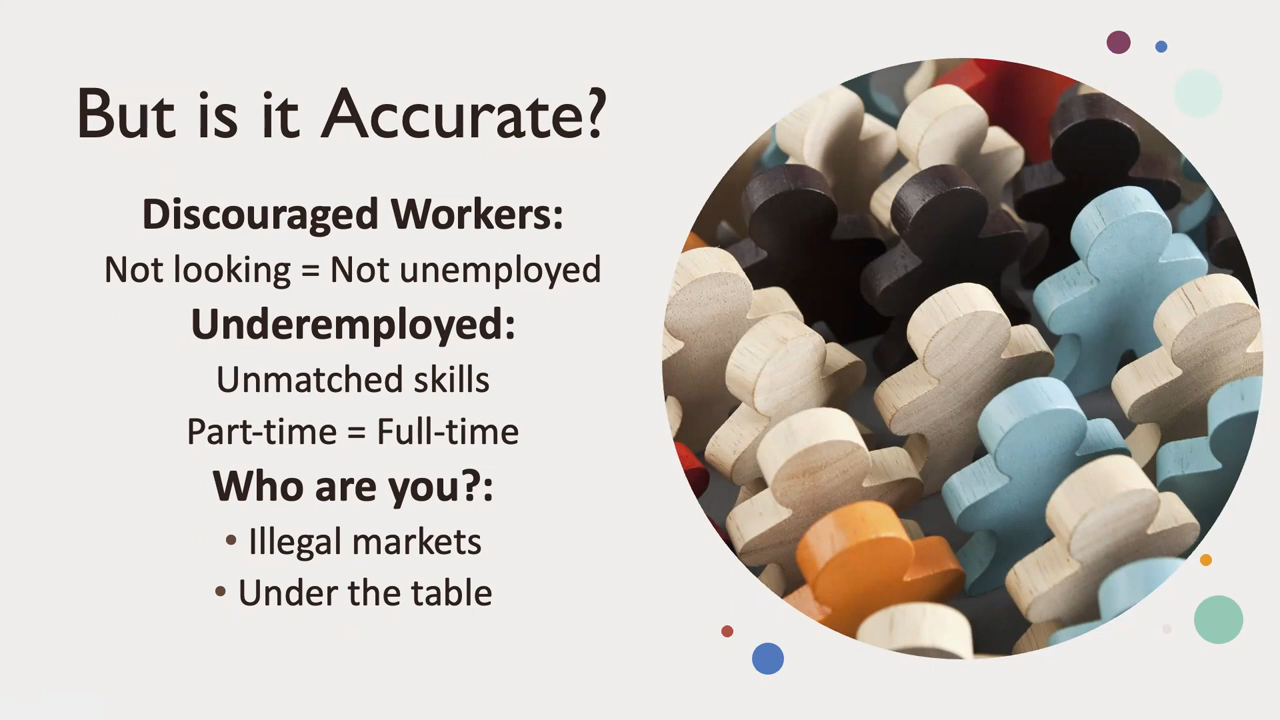 But is it Accurate?
Discouraged Workers:
Not looking = Not unemployed
Underemployed:
Unmatched skills
Part-time = Full-time
Who are you?:
• Illegal markets
• Under the table